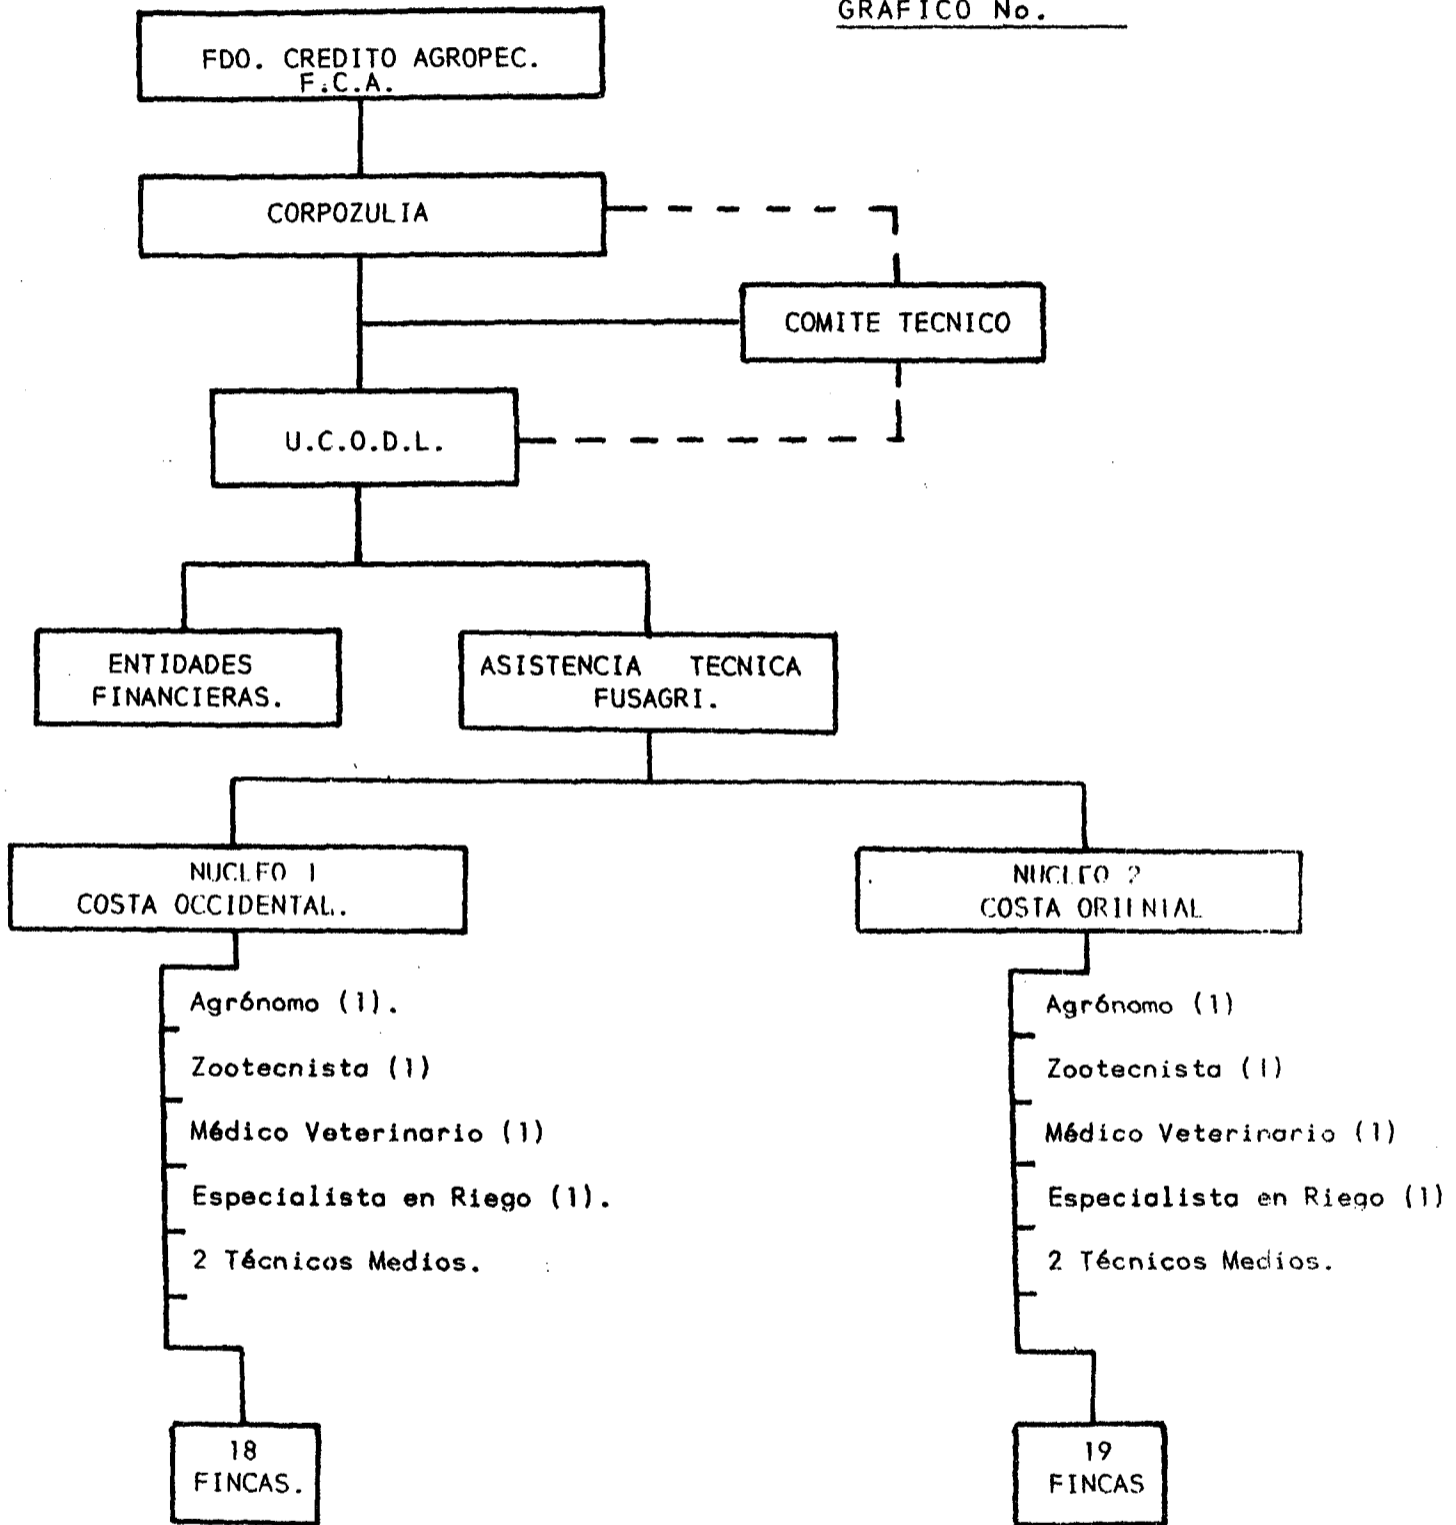 GRAFICO No.
FDO. CREDITO AGROPEC.
F.C.A.
CORPOZULIA
COMITE TECNICO
U.C.O.D.L.
ENTIDADES
FINANCIERAS.
ASISTENCIA TECNICA
FUSAGRI.
NUCLEO 1
COSTA OCCIDENTAL.
NUCLEO 2
COSTA ORIENTAL
Agrónomo (1).
Zootecnista (1)
Médico Veterinario (1)
Especialista en Riego (1).
2 Técnicos Medios.
Agrónomo (1)
Zootecnista (1)
Médico Veterinario (1)
Especialista en Riego (1)
2 Técnicos Medios.
18
FINCAS.
19
FINCAS